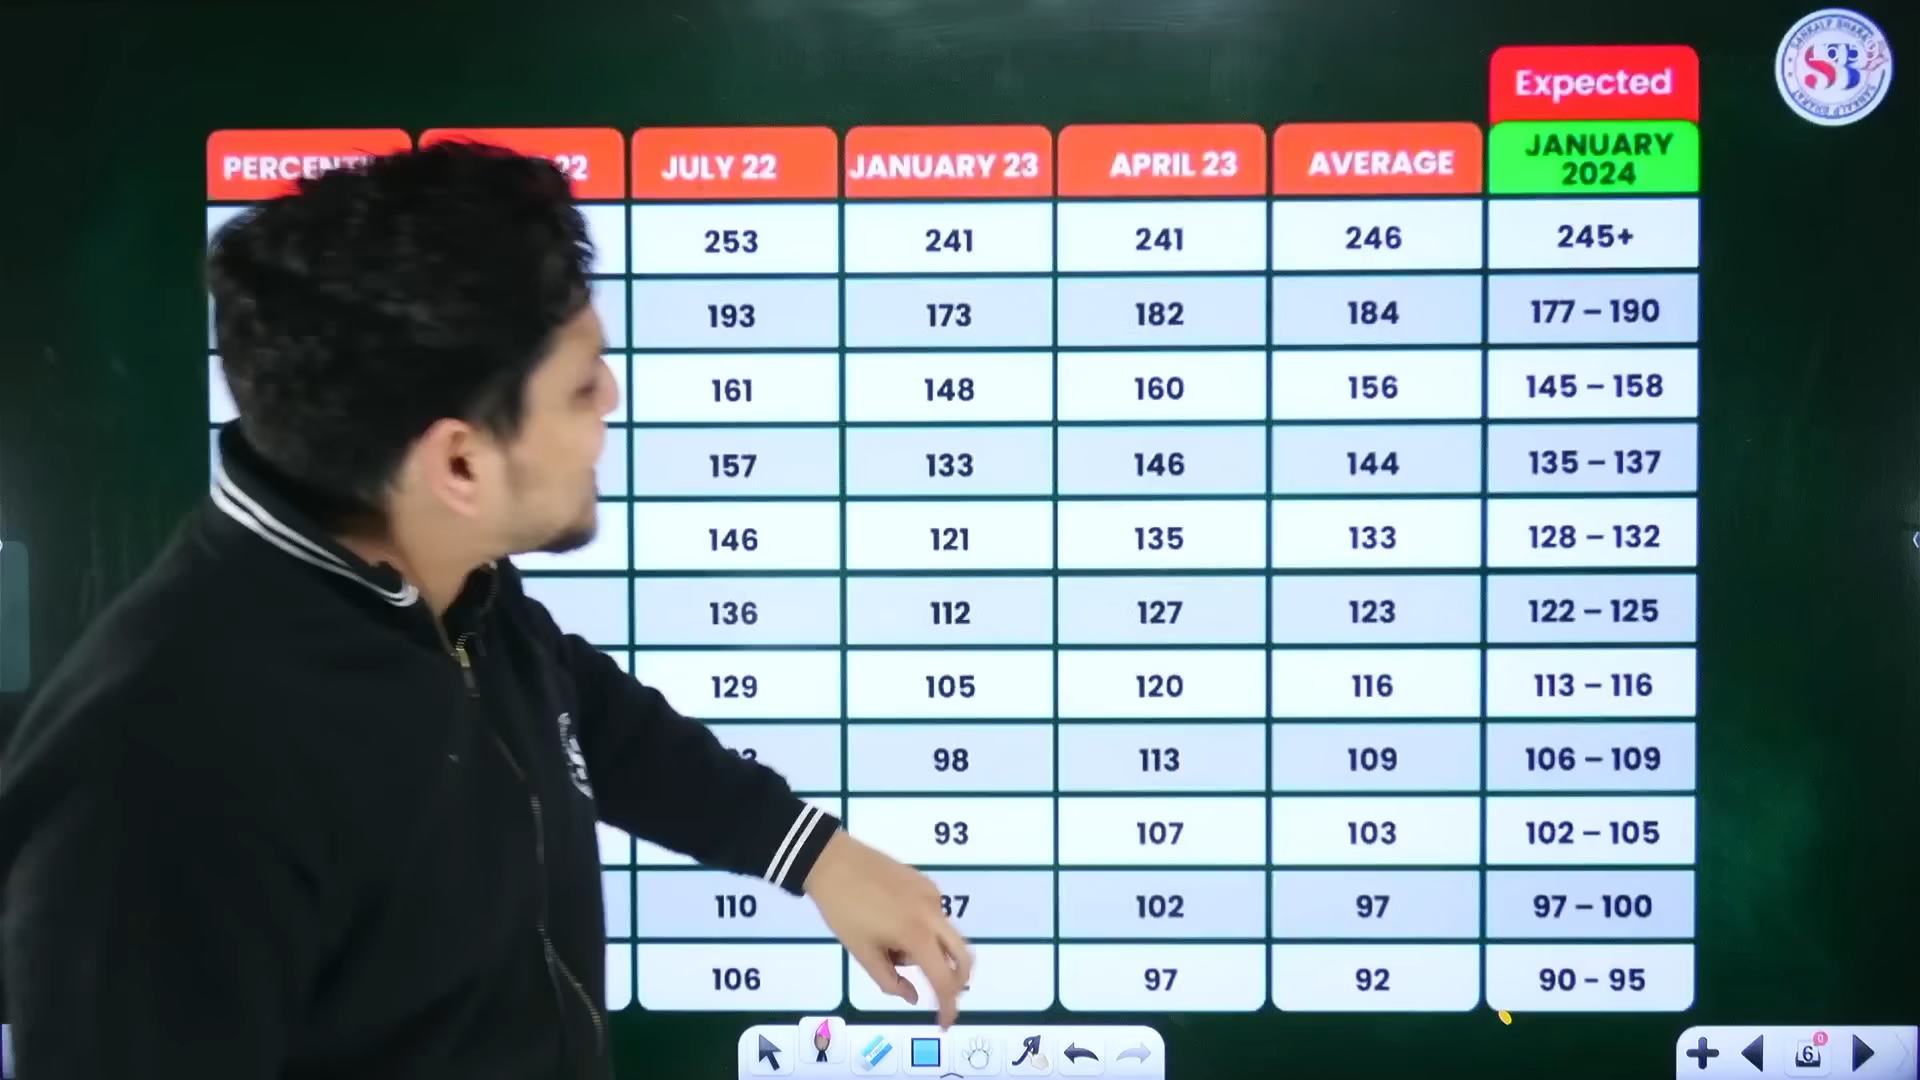 Expected
JULY 22 JANUARY 23 APRIL 23 AVERAGE JANUARY
2024
253 241 241 246 245+
193 173 182 184 177 – 190
161 148 160 156 145 – 158
157 133 146 144 135 – 137
146 121 135 133 128 – 132
136 112 127 123 122 – 125
129 105 120 116 113 – 116
98 113 109 106 – 109
93 107 103 102 – 105
110 102 97 97 – 100
106 97 92 90 – 95
6